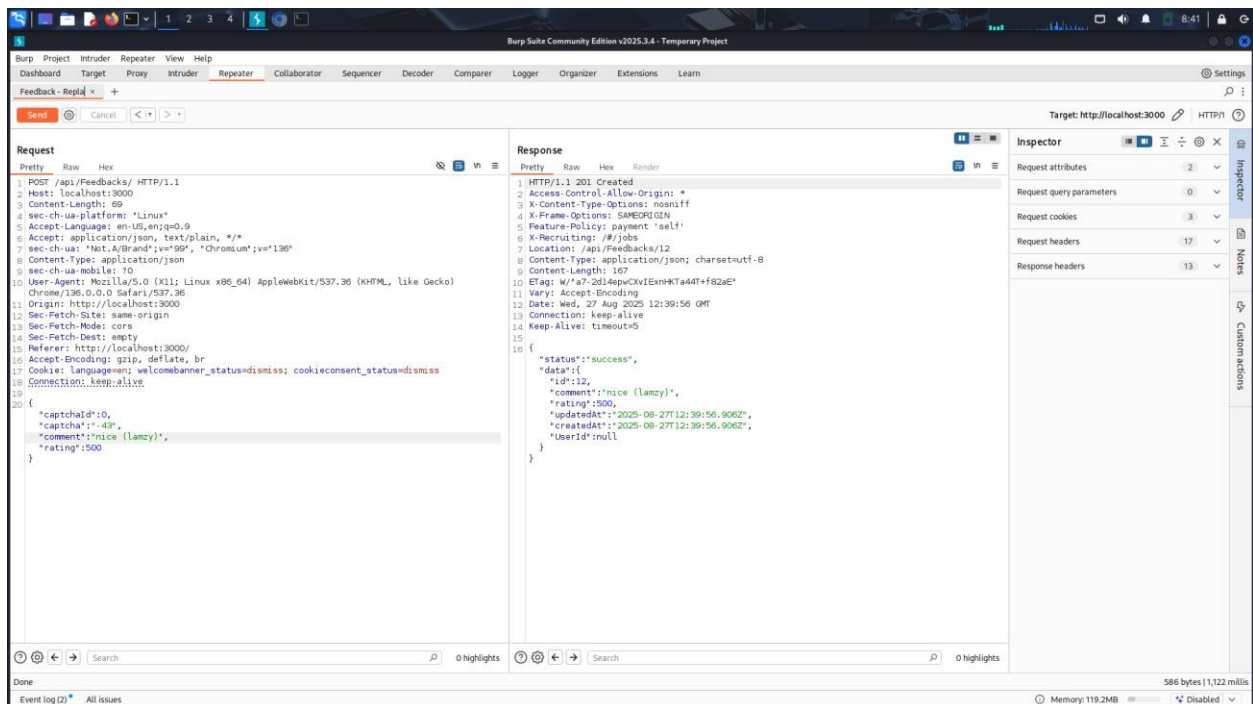 1 2 3 4
8:41
Burp Suite Community Edition v2025.3.4 - Temporary Project
Burp Project Intruder Repeater View Help
Dashboard Target Proxy Intruder Repeater Collaborator Sequencer Decoder Comparer Logger Organizer Extensions Learn
Settings
Feedback - Repla × +
Send Cancel < >
Target: http://localhost:3000 HTTP/1
Request
Pretty Raw Hex
1 POST /api/Feedbacks/ HTTP/1.1
2 Host: localhost:3000
3 Content-Length: 69
4 sec-ch-ua-platform: "Linux"
5 Accept-Language: en-US,en;q=0.9
6 Accept: application/json, text/plain, */*
7 sec-ch-ua: "Not.A/Brand";v="99", "Chromium";v="136"
8 Content-Type: application/json
9 sec-ch-ua-mobile: ?0
10 User-Agent: Mozilla/5.0 (X11; Linux x86_64) AppleWebKit/537.36 (KHTML, like Gecko)
Chrome/136.0.0.0 Safari/537.36
11 Origin: http://localhost:3000
12 Sec-Fetch-Site: same-origin
13 Sec-Fetch-Mode: cors
14 Sec-Fetch-Dest: empty
15 Referer: http://localhost:3000/
16 Accept-Encoding: gzip, deflate, br
17 Cookie: language=en; welcomebanner_status=dismiss; cookieconsent_status=dismiss
18 Connection: keep-alive
19
20 {
"captchaId":0,
"captcha":"-43",
"comment":"nice (lamzy)",
"rating":500
}
Search
0 highlights
Response
Pretty Raw Hex Render
1 HTTP/1.1 201 Created
2 Access-Control-Allow-Origin: *
3 X-Content-Type-Options: nosniff
4 X-Frame-Options: SAMEORIGIN
5 Feature-Policy: payment 'self'
6 X-Recruiting: /#/jobs
7 Location: /api/Feedbacks/12
8 Content-Type: application/json; charset=utf-8
9 Content-Length: 167
10 ETag: W/"a7-2d14epwCXvIExnHKTa44T+f82aE"
11 Vary: Accept-Encoding
12 Date: Wed, 27 Aug 2025 12:39:56 GMT
13 Connection: keep-alive
14 Keep-Alive: timeout=5
15
16 {
"status":"success",
"data":{
"id":12,
"comment":"nice (lamzy)",
"rating":500,
"updatedAt":"2025-08-27T12:39:56.906Z",
"createdAt":"2025-08-27T12:39:56.906Z",
"UserId":null
}
}
Search
0 highlights
Inspector
Request attributes 2
Request query parameters 0
Request cookies 3
Request headers 17
Response headers 13
Inspector
Notes
Custom actions
Done
586 bytes | 1,122 millis
Event log (2) All issues
Memory: 119.2MB
Disabled